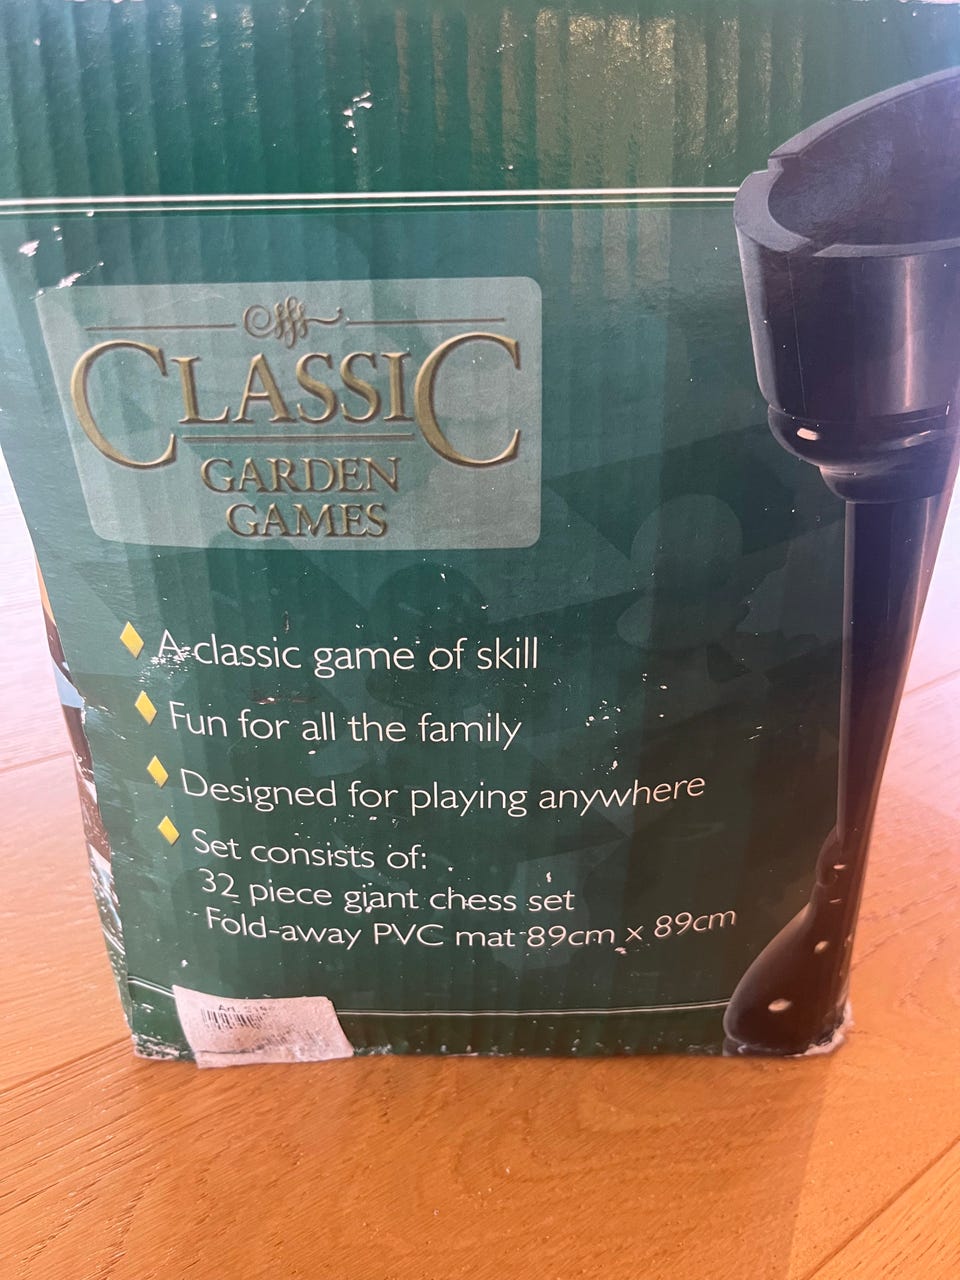 CLASSIC
GARDEN
GAMES
A classic game of skill
Fun for all the family
Designed for playing anywhere
Set consists of:
32 piece giant chess set
Fold-away PVC mat 89cm x 89cm
Art.